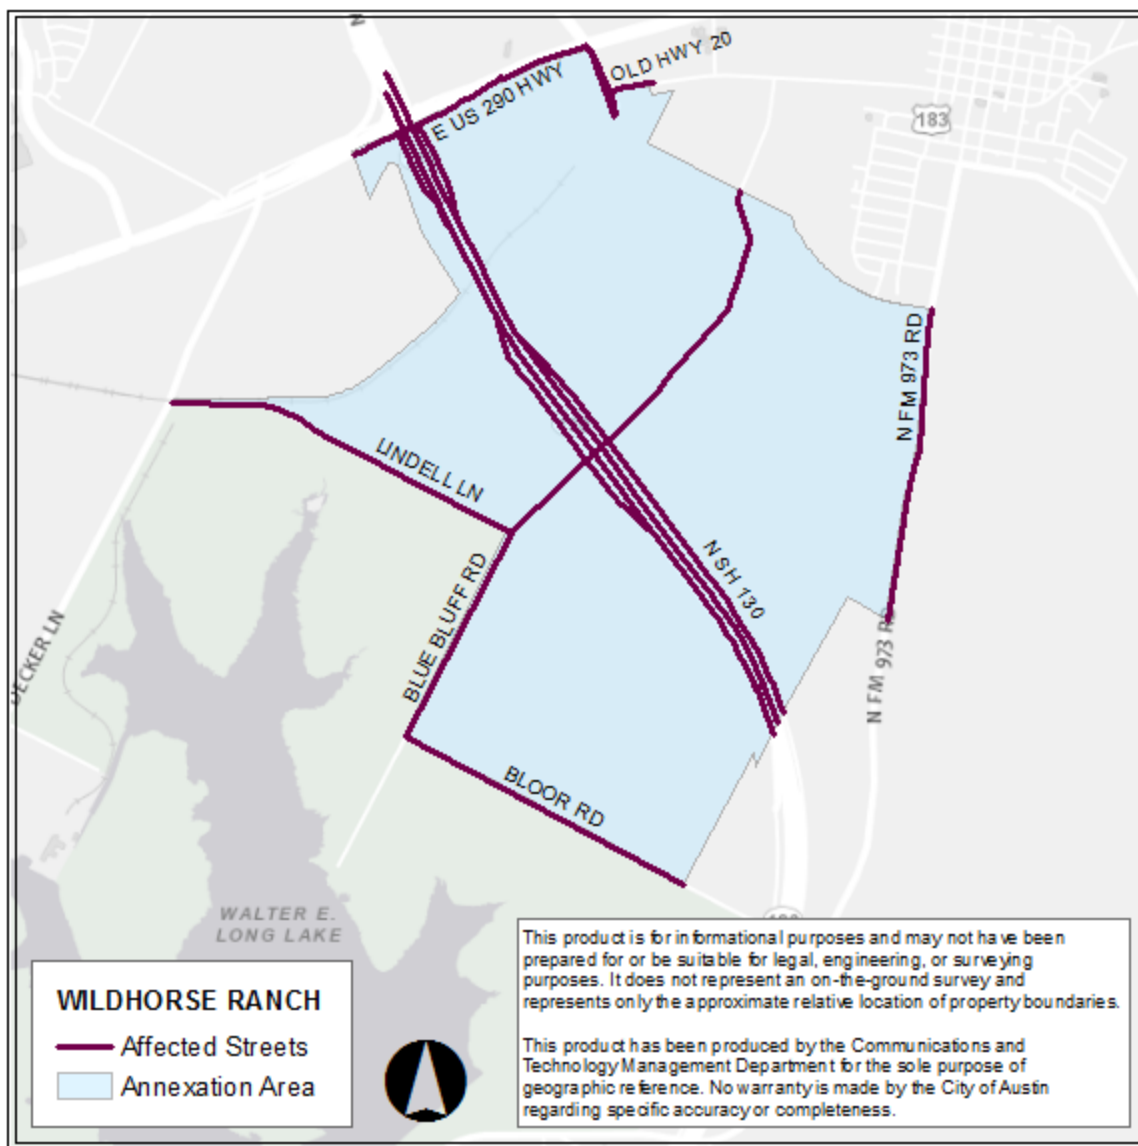 N
E US 290 HWY
OLD HWY 20
183
N FM 973 RD
LINDELL LN
N SH 130
BLUE BLUFF RD
DECKER LN
N FM 973 RD
BLOOR RD
WALTER E.
LONG LAKE
WILDHORSE RANCH
Affected Streets
Annexation Area
This product is for informational purposes and may not have been
prepared for or be suitable for legal, engineering, or surveying
purposes. It does not represent an on-the-ground survey and
represents only the approximate relative location of property boundaries.
This product has been produced by the Communications and
Technology Management Department for the sole purpose of
geographic reference. No warranty is made by the City of Austin
regarding specific accuracy or completeness.